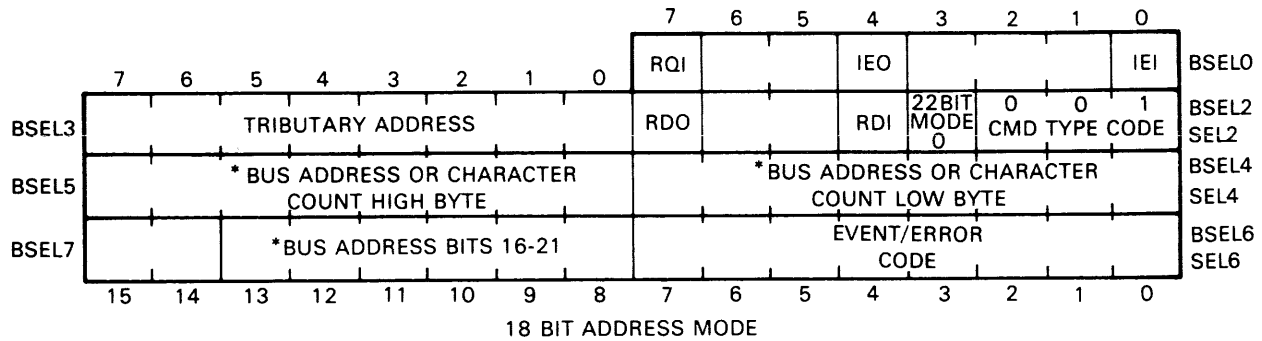 7 6 5 4 3 2 1 0
RQI IEO IEI BSEL0
7 6 5 4 3 2 1 0
BSEL3 TRIBUTARY ADDRESS RDO RDI 22BIT MODE 0 0 0 1 CMD TYPE CODE BSEL2 SEL2
BSEL5 *BUS ADDRESS OR CHARACTER COUNT HIGH BYTE *BUS ADDRESS OR CHARACTER COUNT LOW BYTE BSEL4 SEL4
BSEL7 *BUS ADDRESS BITS 16-21 EVENT/ERROR CODE BSEL6 SEL6
15 14 13 12 11 10 9 8 7 6 5 4 3 2 1 0
18 BIT ADDRESS MODE